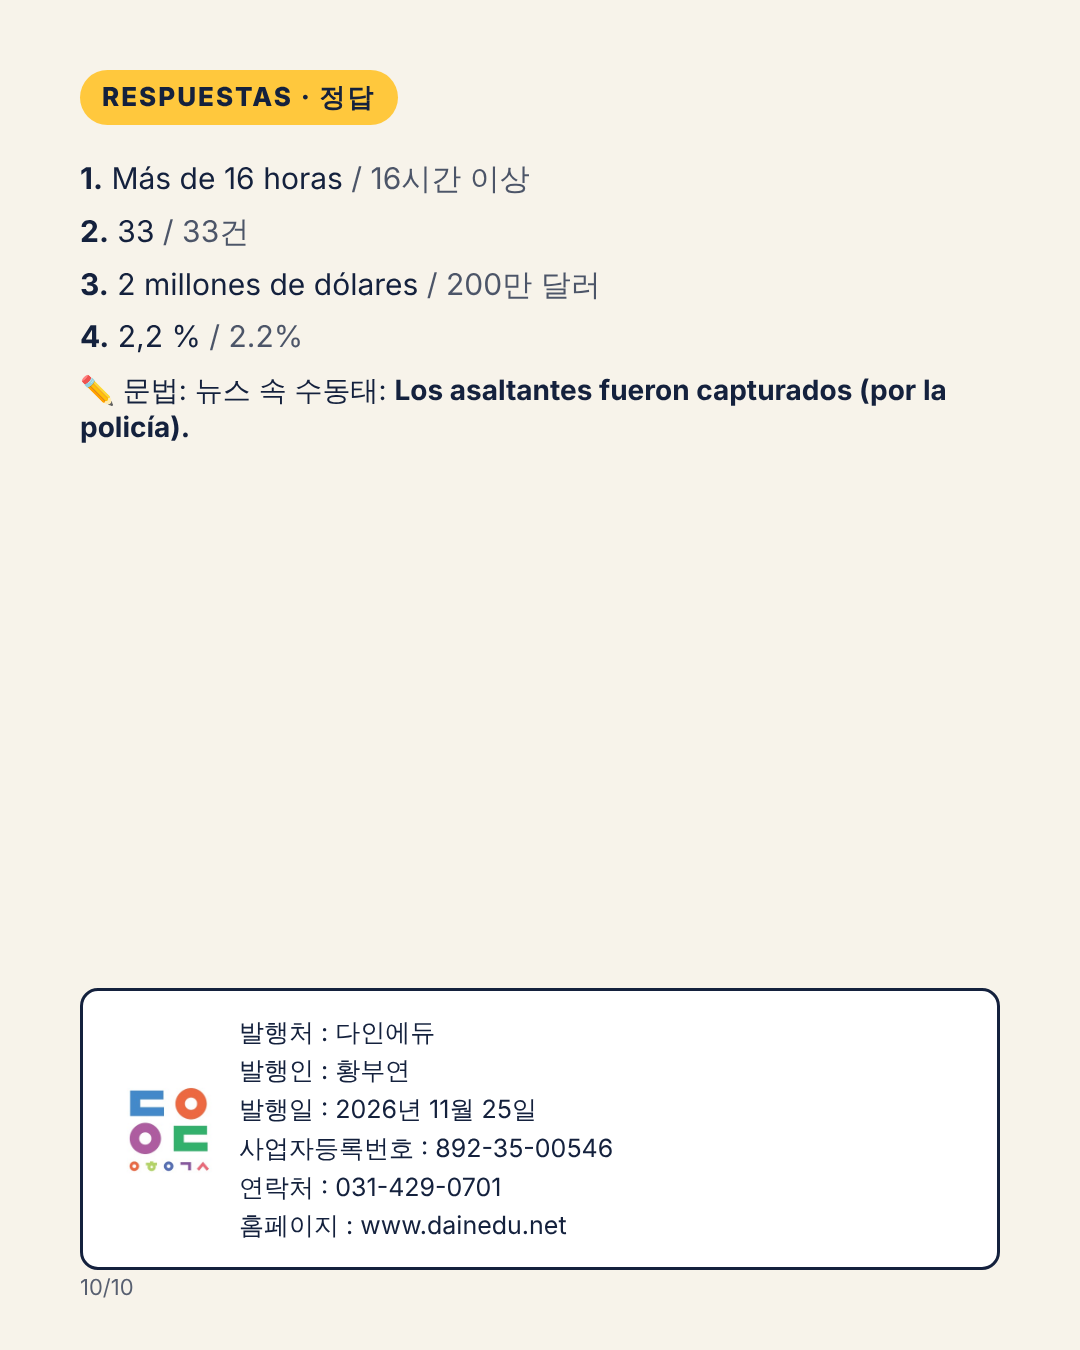 RESPUESTAS · 정답
1. Más de 16 horas / 16시간 이상
2. 33 / 33건
3. 2 millones de dólares / 200만 달러
4. 2,2 % / 2.2%
✏️ 문법: 뉴스 속 수동태: Los asaltantes fueron capturados (por la
policía).
발행처 : 다인에듀
발행인 : 황부연
발행일 : 2026년 11월 25일
사업자등록번호 : 892-35-00546
연락처 : 031-429-0701
홈페이지 : www.dainedu.net
10/10